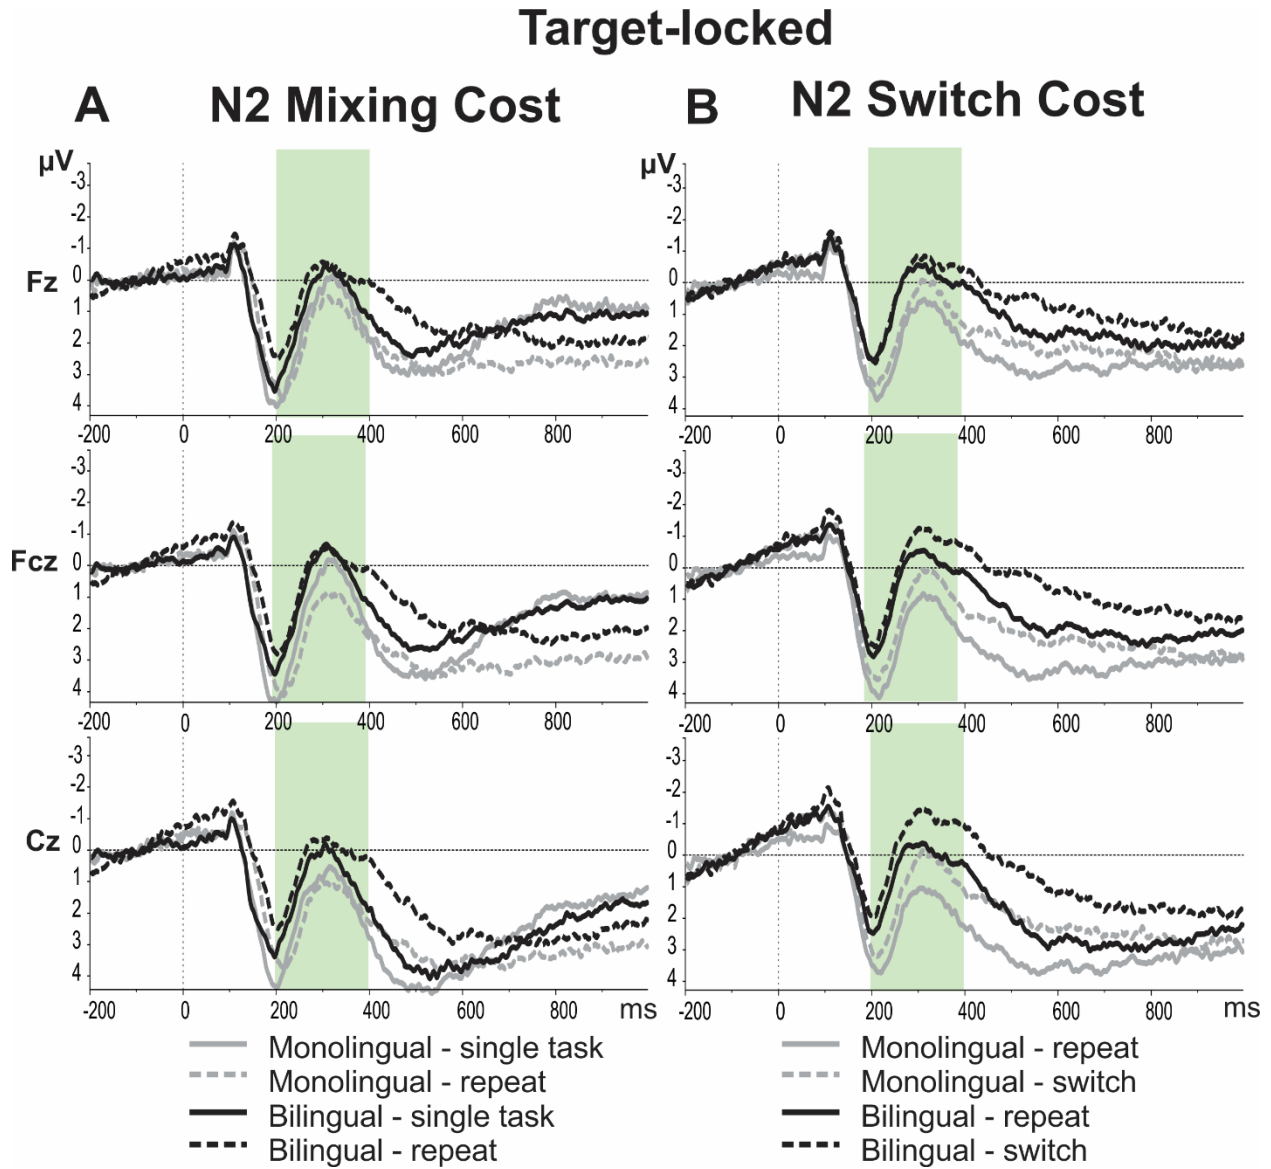 Target-locked
A N2 Mixing Cost
µV
-3
-2
-1
Fz 0
1
2
3
4
-200 0 200 400 600 800
-3
-2
-1
Fcz 0
1
2
3
4
-200 0 200 400 600 800
-3
-2
-1
Cz 0
1
2
3
4
-200 0 200 400 600 800 ms
Monolingual - single task
Monolingual - repeat
Bilingual - single task
Bilingual - repeat
B N2 Switch Cost
µV
-3
-2
-1
0
1
2
3
4
-200 0 200 400 600 800
-3
-2
-1
0
1
2
3
4
-200 0 200 400 600 800
-3
-2
-1
0
1
2
3
4
-200 0 200 400 600 800 ms
Monolingual - repeat
Monolingual - switch
Bilingual - repeat
Bilingual - switch